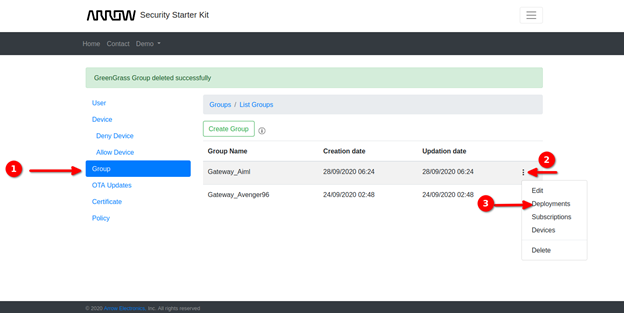 ARROW Security Starter Kit
Home Contact Demo
GreenGrass Group deleted successfully
User
Device
Deny Device
Allow Device
Group
OTA Updates
Certificate
Policy
Groups / List Groups
Create Group
Group Name Creation date Updation date
Gateway_Aiml 28/09/2020 06:24 28/09/2020 06:24
Gateway_Avenger96 24/09/2020 02:48 24/09/2020 02:48
Edit
Deployments
Subscriptions
Devices
Delete
1
2
3
© 2020 Arrow Electronics, Inc. All rights reserved